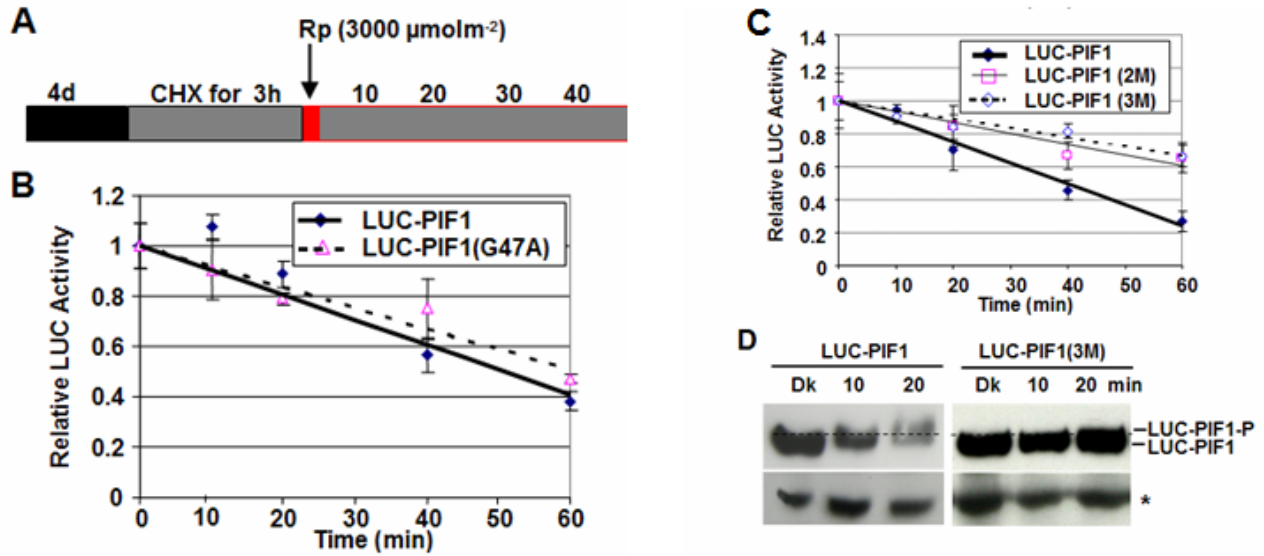 A
Rp (3000 µmolm-2)
4d
CHX for 3h
10
20
30
40
B
Relative LUC Activity
1.2
1
0.8
0.6
0.4
0.2
0
LUC-PIF1
LUC-PIF1(G47A)
0
10
20
30
40
50
60
Time (min)
C
Relative LUC Activity
1.4
1.2
1
0.8
0.6
0.4
0.2
0
LUC-PIF1
LUC-PIF1 (2M)
LUC-PIF1 (3M)
0
10
20
30
40
50
60
Time (min)
D
LUC-PIF1
LUC-PIF1(3M)
Dk 10 20
Dk 10 20 min
LUC-PIF1-P
LUC-PIF1
*